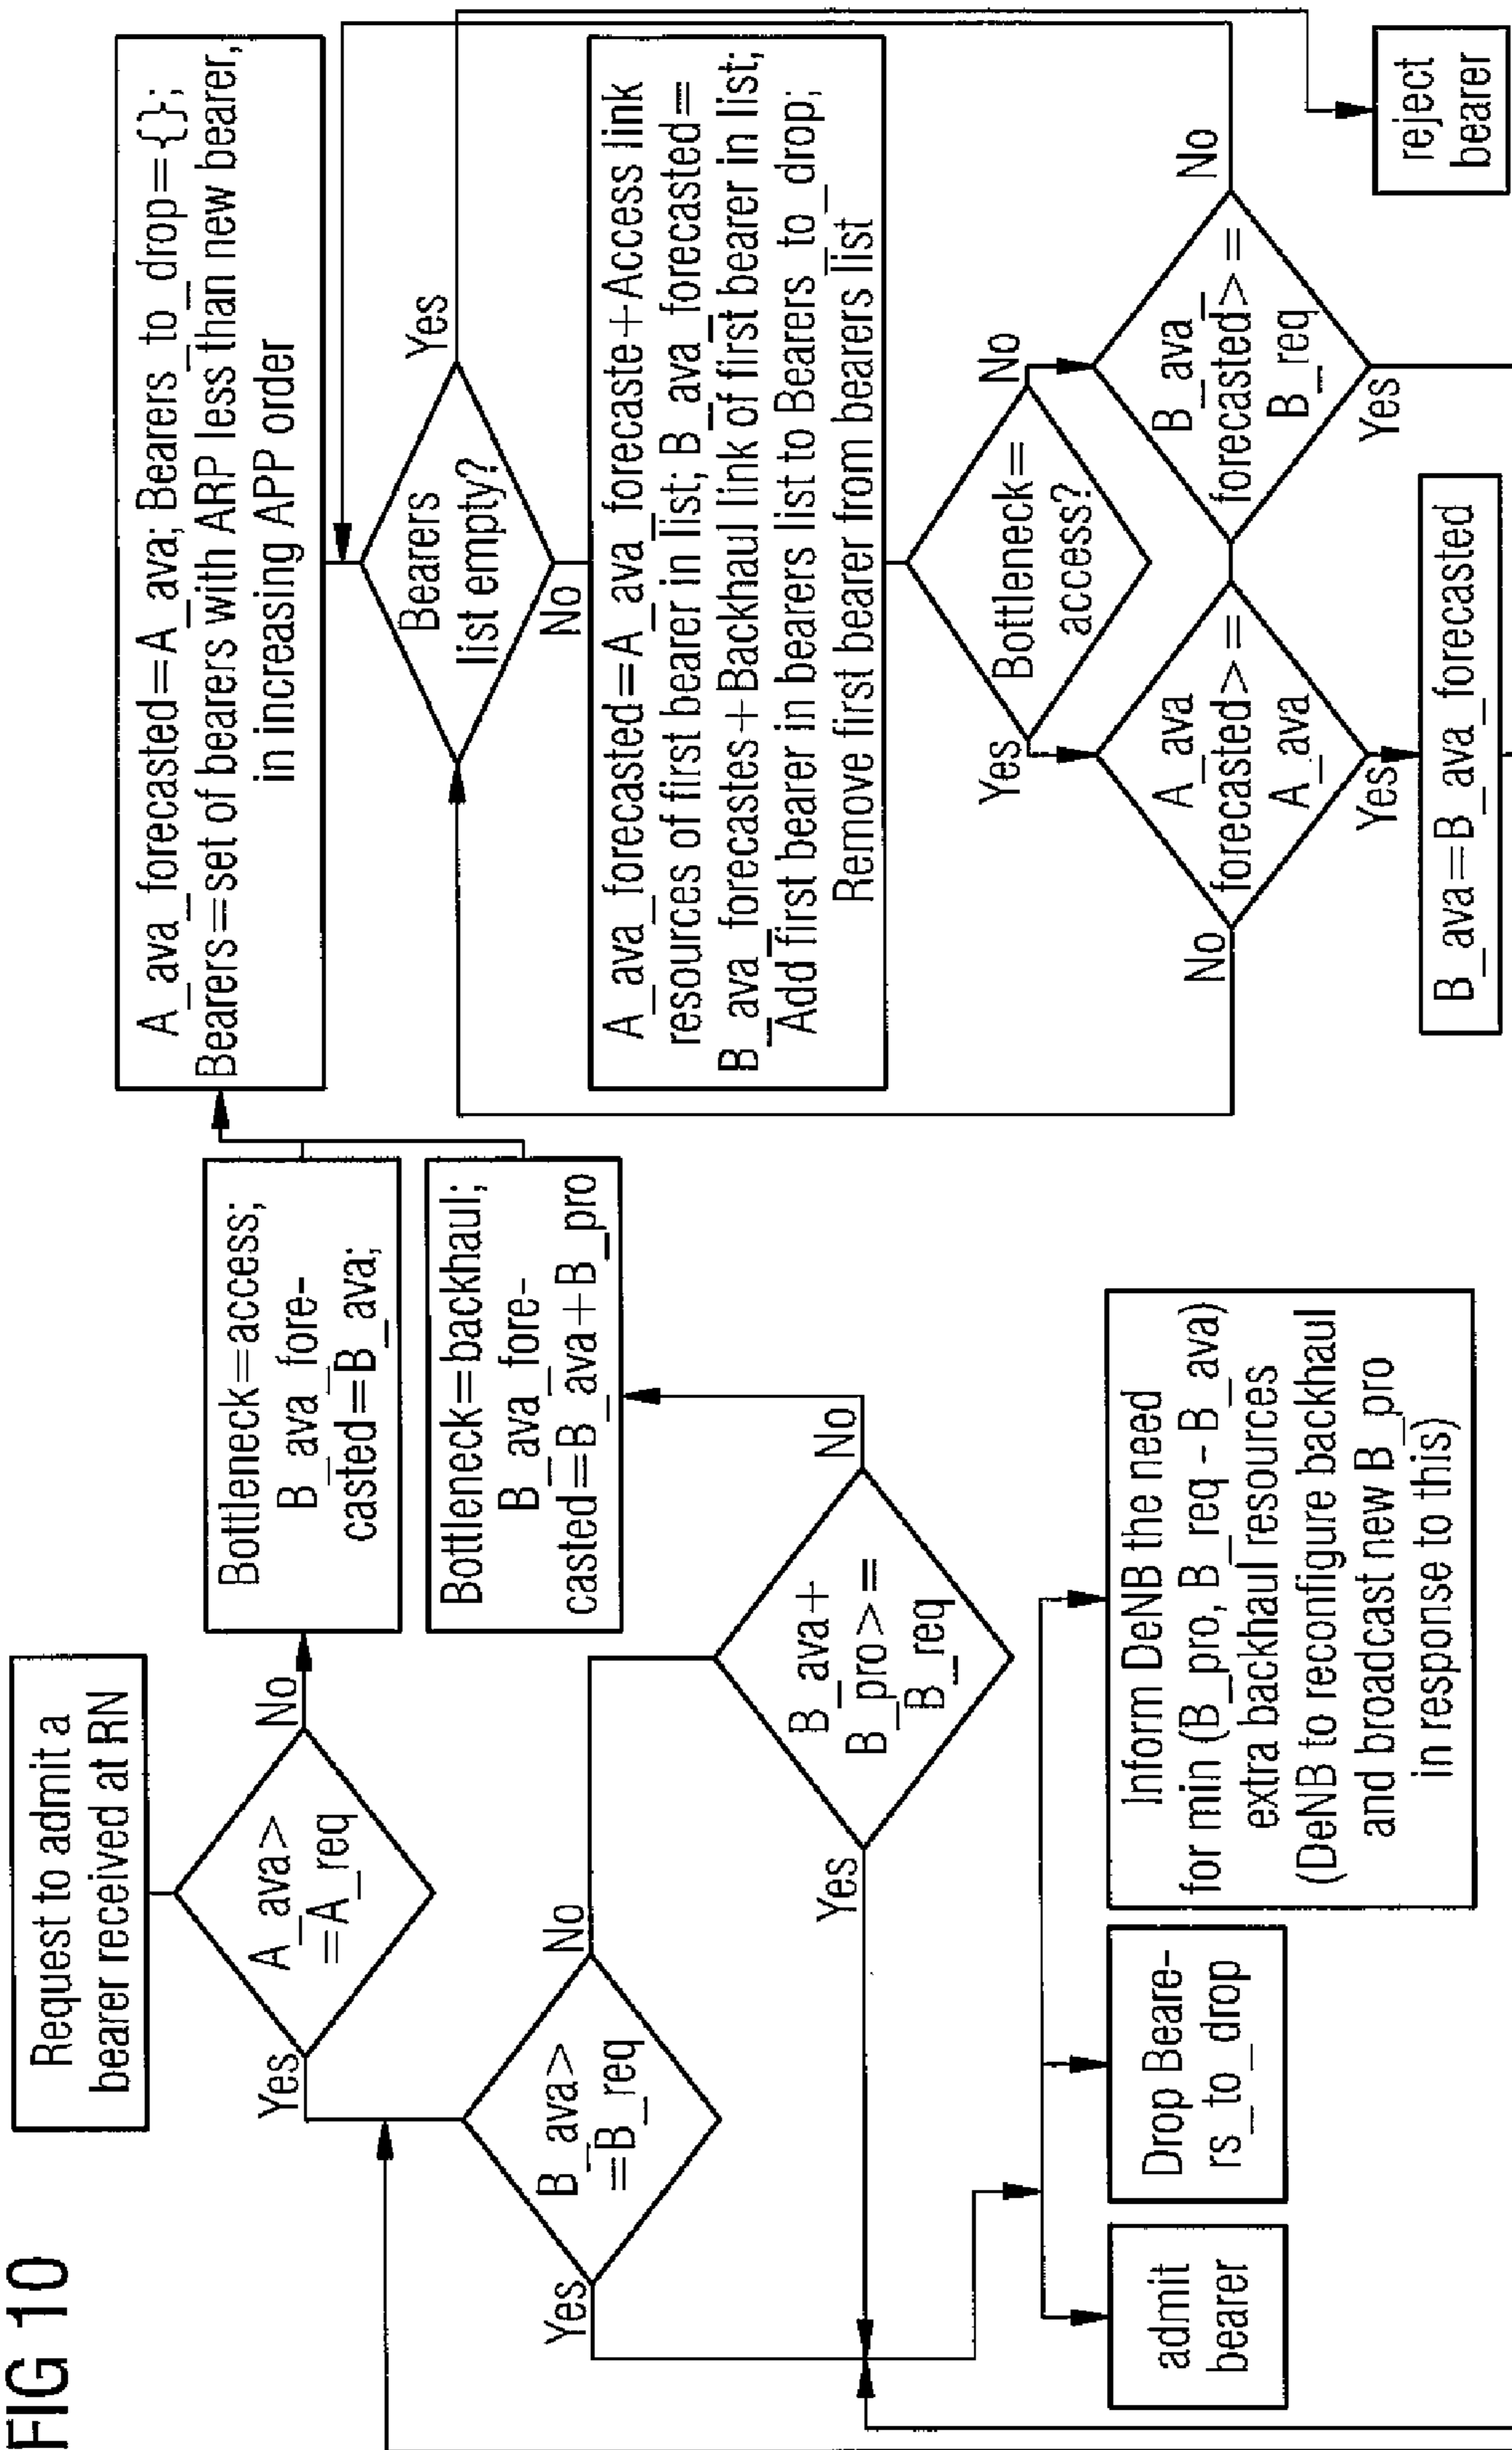 FIG 10
Request to admit a
bearer received at RN
A_ava>
=A_req
Yes
No
Bottleneck=access;
B_ava_fore-
casted=B_ava;
B_ava>
=B_req
Yes
No
Bottleneck=backhaul;
B_ava_fore-
casted=B_ava+B_pro
B_ava+
B_pro>=
B_req
Yes
No
admit
bearer
Drop Beare-
rs_to_drop
Inform DeNB the need
for min (B_pro, B_req - B_ava)
extra backhaul resources
(DeNB to reconfigure backhaul
and broadcast new B_pro
in response to this)
A_ava_forecasted=A_ava; Bearers_to_drop={};
Bearers=set of bearers with ARP less than new bearer,
in increasing APP order
Bearers
list empty?
Yes
No
A_ava_forecasted=A_ava_forecaste+Access link
resources of first bearer in list; B_ava_forecasted=
B_ava_forecastes+Backhaul link of first bearer in list;
Add first bearer in bearers list to Bearers_to_drop;
Remove first bearer from bearers list
Bottleneck=
access?
Yes
No
A_ava_
forecasted>=
A_ava
No
Yes
B_ava_
forecasted>=
B_req
No
Yes
B_ava=B_ava_forecasted
reject
bearer